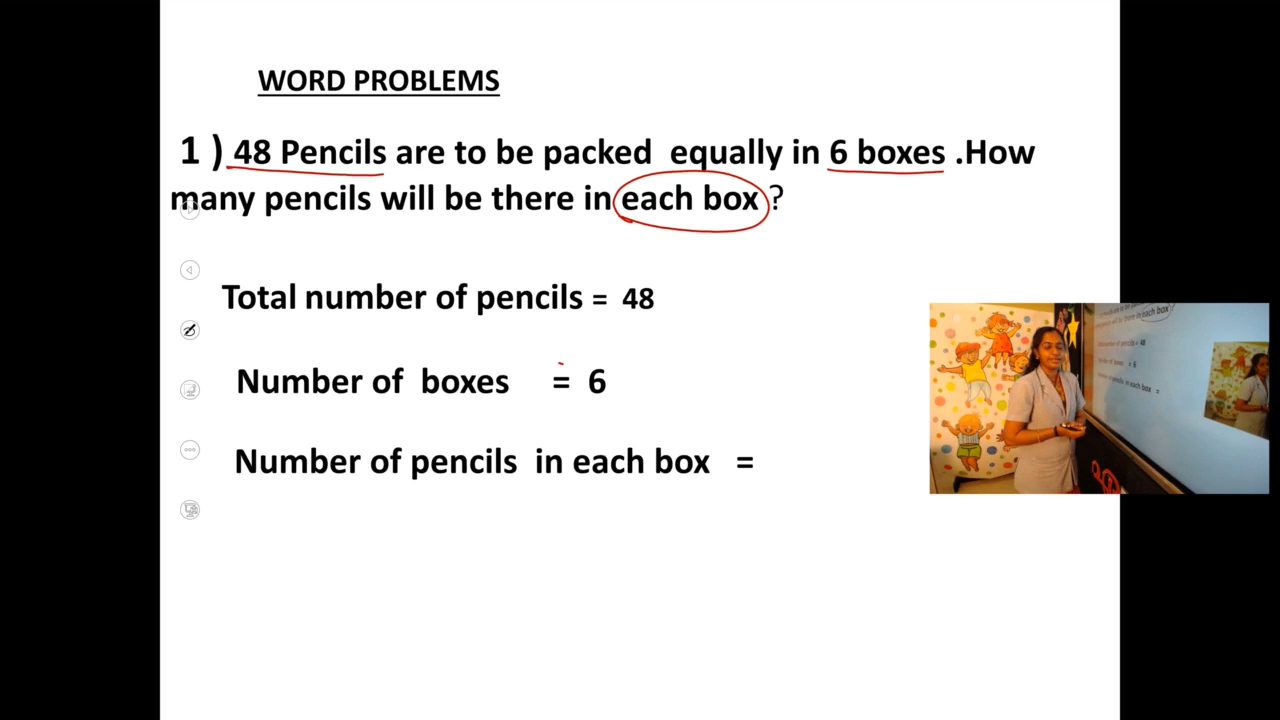 WORD PROBLEMS
1 ) 48 Pencils are to be packed equally in 6 boxes .How
many pencils will be there in each box ?
Total number of pencils = 48
Number of boxes = 6
Number of pencils in each box =